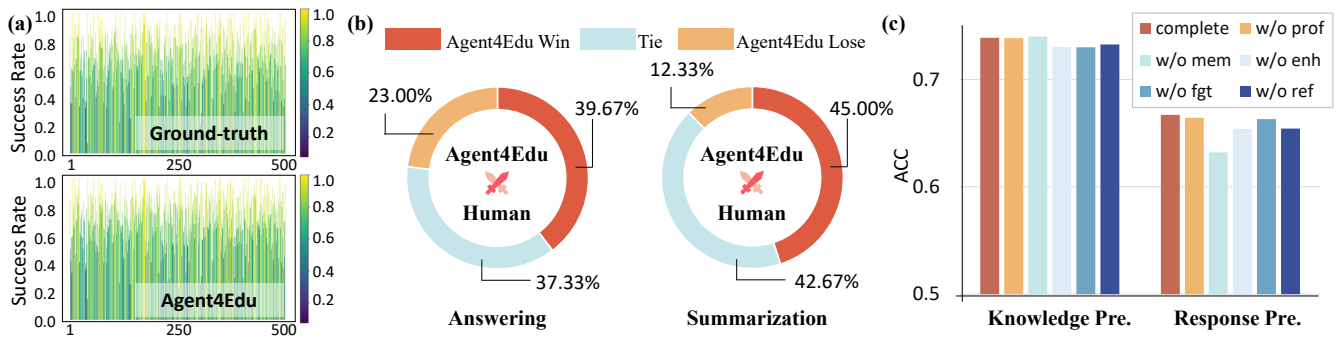 (a)
Success Rate
1.0
0.8
0.6
0.4
0.2
0.0
Ground-truth
1
250
500
1.0
0.8
0.6
0.4
0.2
Success Rate
1.0
0.8
0.6
0.4
0.2
0.0
Agent4Edu
1
250
500
1.0
0.8
0.6
0.4
0.2
(b)
Agent4Edu Win
Tie
Agent4Edu Lose
23.00%
39.67%
Agent4Edu
Human
37.33%
Answering
12.33%
45.00%
Agent4Edu
Human
42.67%
Summarization
(c)
complete
w/o prof
w/o mem
w/o enh
w/o fgt
w/o ref
ACC
0.7
0.6
0.5
Knowledge Pre.
Response Pre.